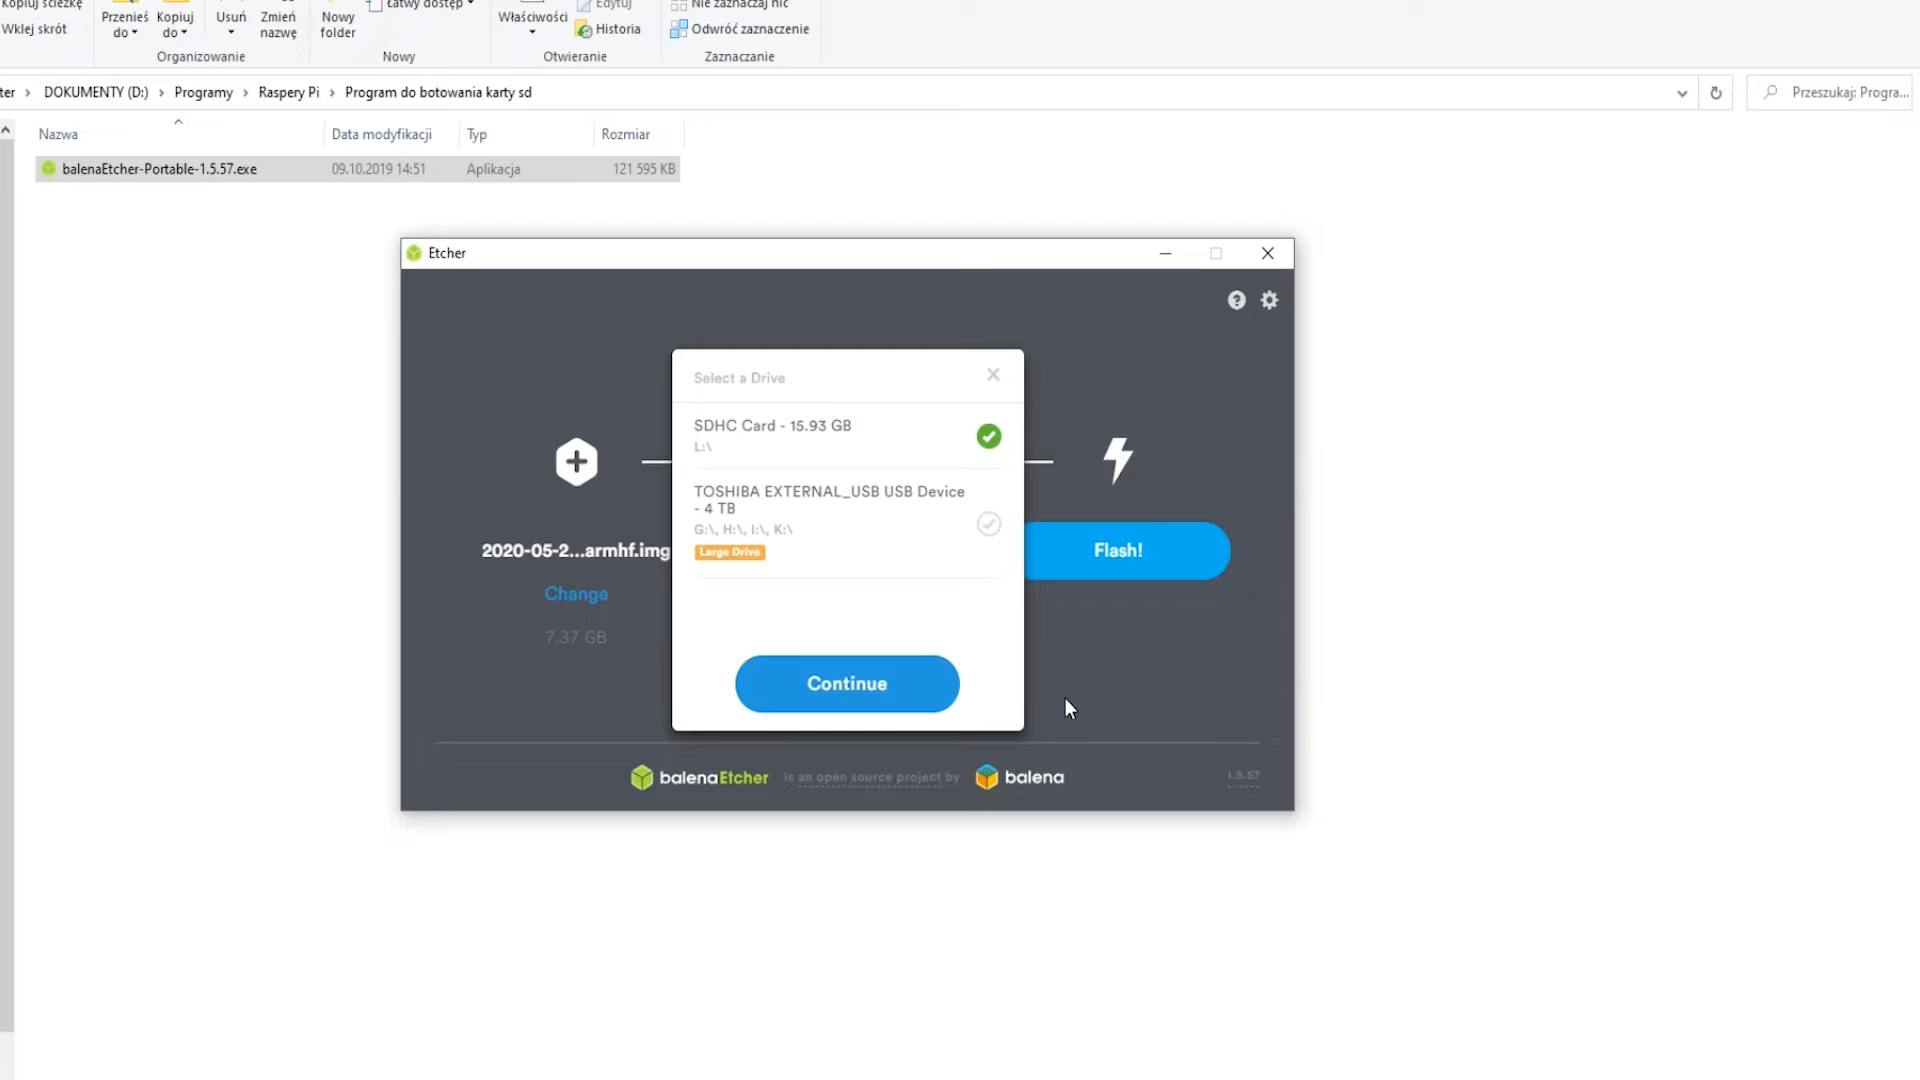 Kopiuj ścieżkę
Wklej skrót
Przenieś do
Kopiuj do
Usuń
Zmień nazwę
Organizowanie
Nowy folder
Łatwy dostęp
Nowy
Właściwości
Edytuj
Historia
Otwieranie
Nie zaznaczaj nic
Odwróć zaznaczenie
Zaznaczanie
ter > DOKUMENTY (D:) > Programy > Raspery Pi > Program do botowania karty sd
Przeszukaj: Progra...
Nazwa Data modyfikacji Typ Rozmiar
balenaEtcher-Portable-1.5.57.exe 09.10.2019 14:51 Aplikacja 121 595 KB
Etcher
Select a Drive
SDHC Card - 15.93 GB
L:\
TOSHIBA EXTERNAL_USB USB Device
- 4 TB
G:\, H:\, I:\, K:\
Large Drive
Continue
2020-05-2...armhf.img
Change
7.37 GB
Flash!
balenaEtcher is an open source project by balena
1.5.57